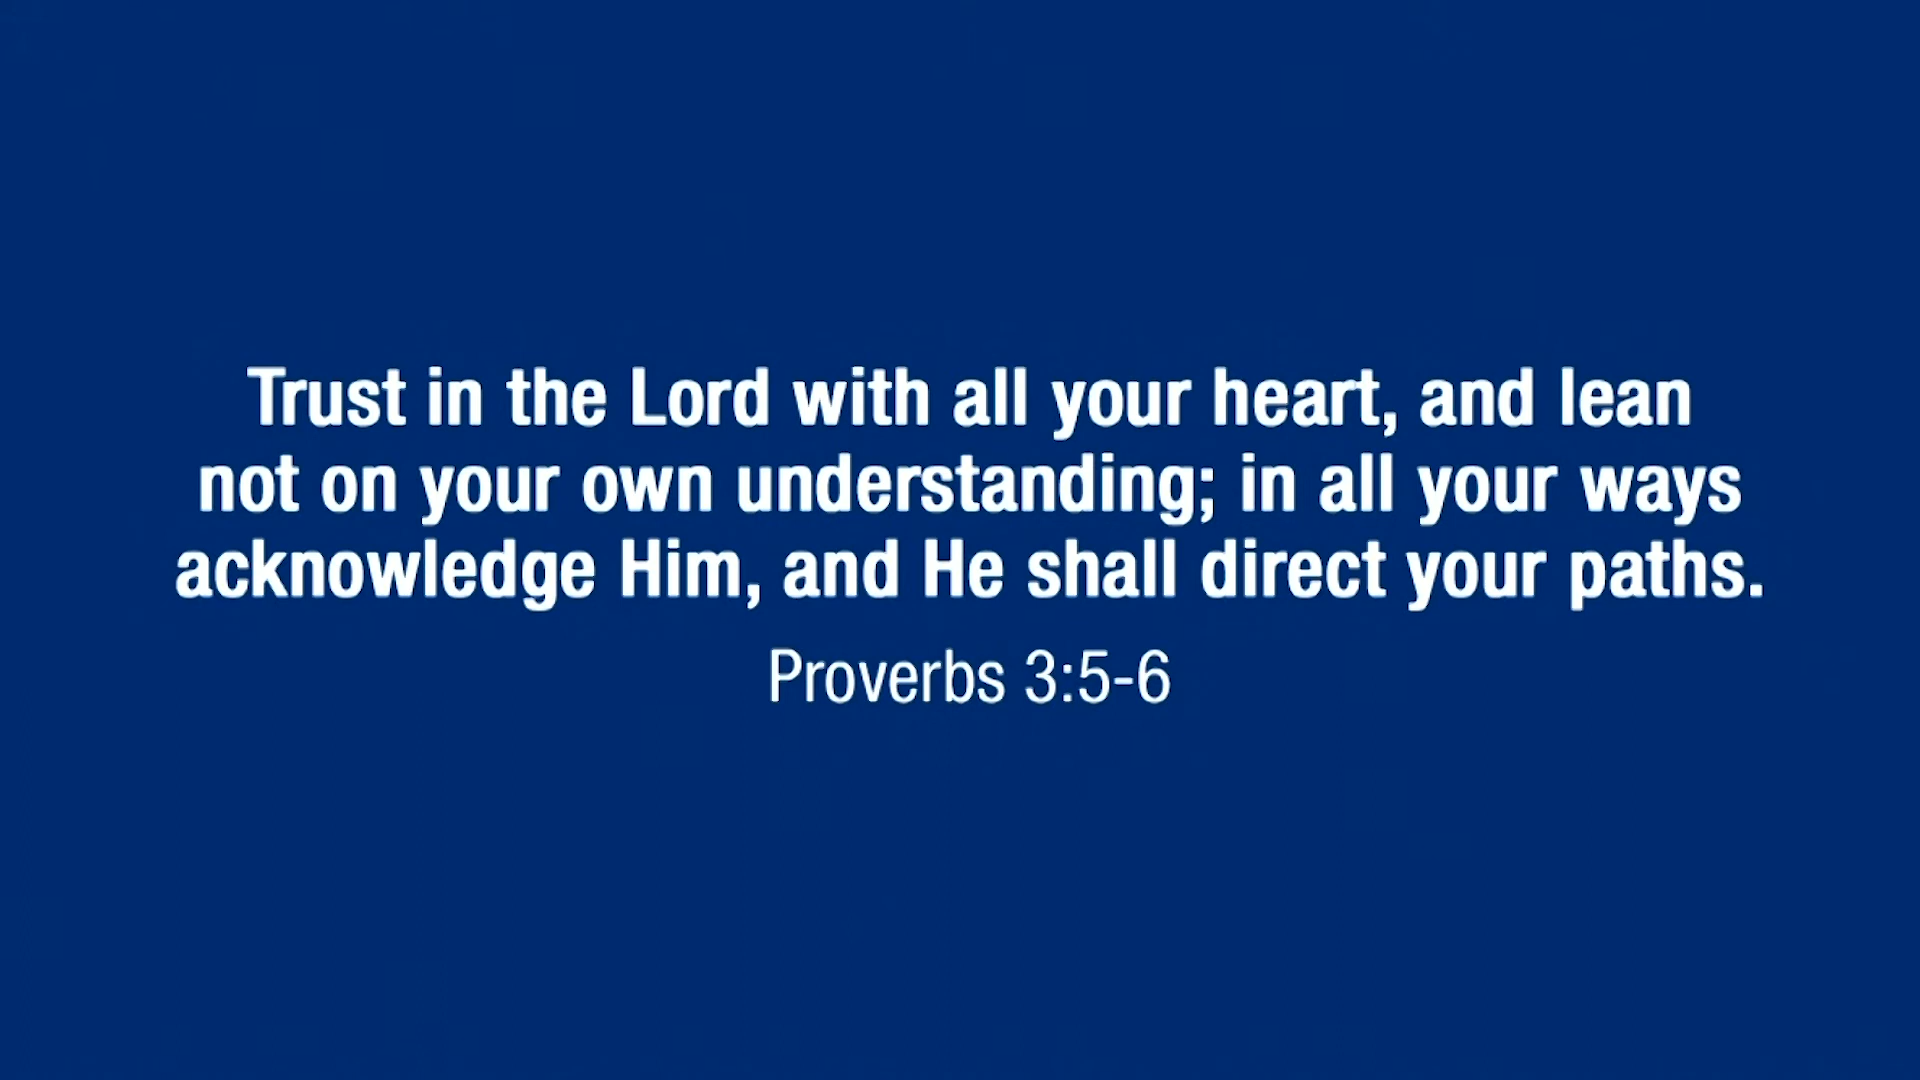 Trust in the Lord with all your heart, and lean
not on your own understanding; in all your ways
acknowledge Him, and He shall direct your paths.
Proverbs 3:5-6